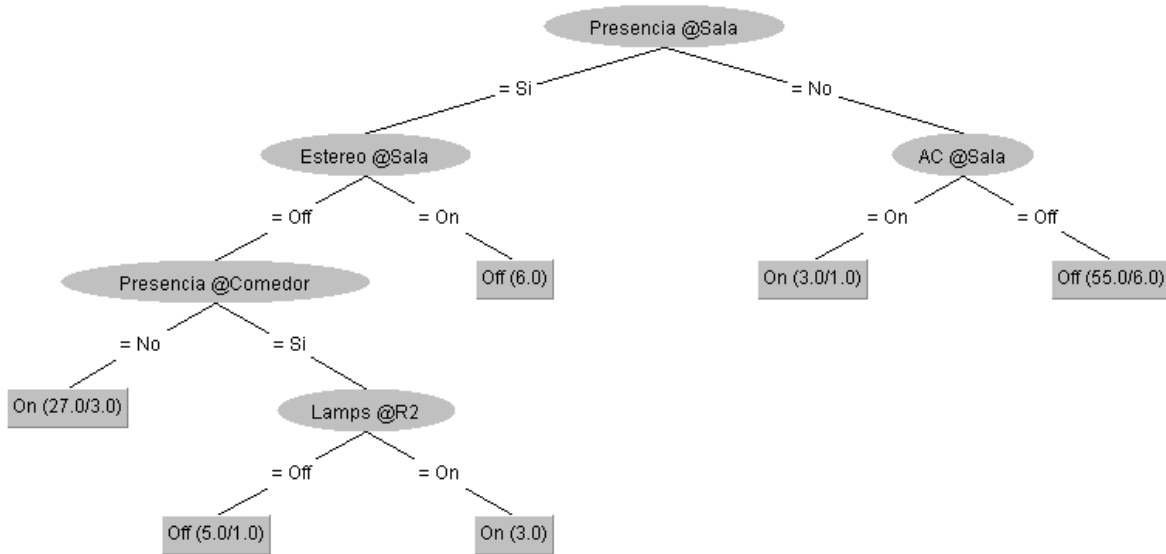 Presencia @Sala
= Si
= No
Estereo @Sala
AC @Sala
= Off
= On
= On
= Off
Presencia @Comedor
Off (6.0)
On (3.0/1.0)
Off (55.0/6.0)
= No
= Si
On (27.0/3.0)
Lamps @R2
= Off
= On
Off (5.0/1.0)
On (3.0)